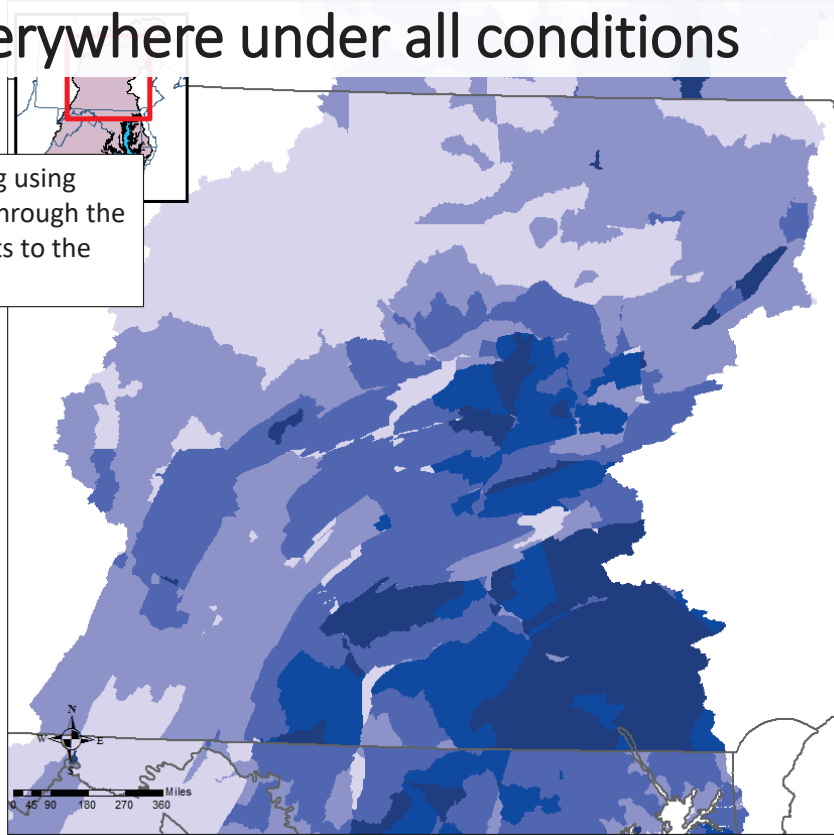 erywhere under all conditions
g using
hrough the
ts to the
N
W E
S
Miles
0 45 90 180 270 360